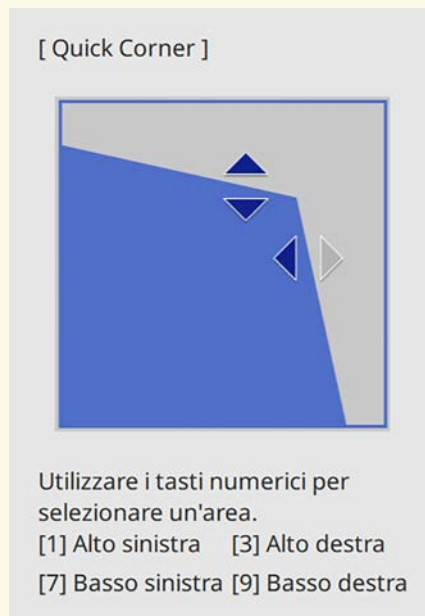 [ Quick Corner ]
Utilizzare i tasti numerici per
selezionare un'area.
[1] Alto sinistra [3] Alto destra
[7] Basso sinistra [9] Basso destra